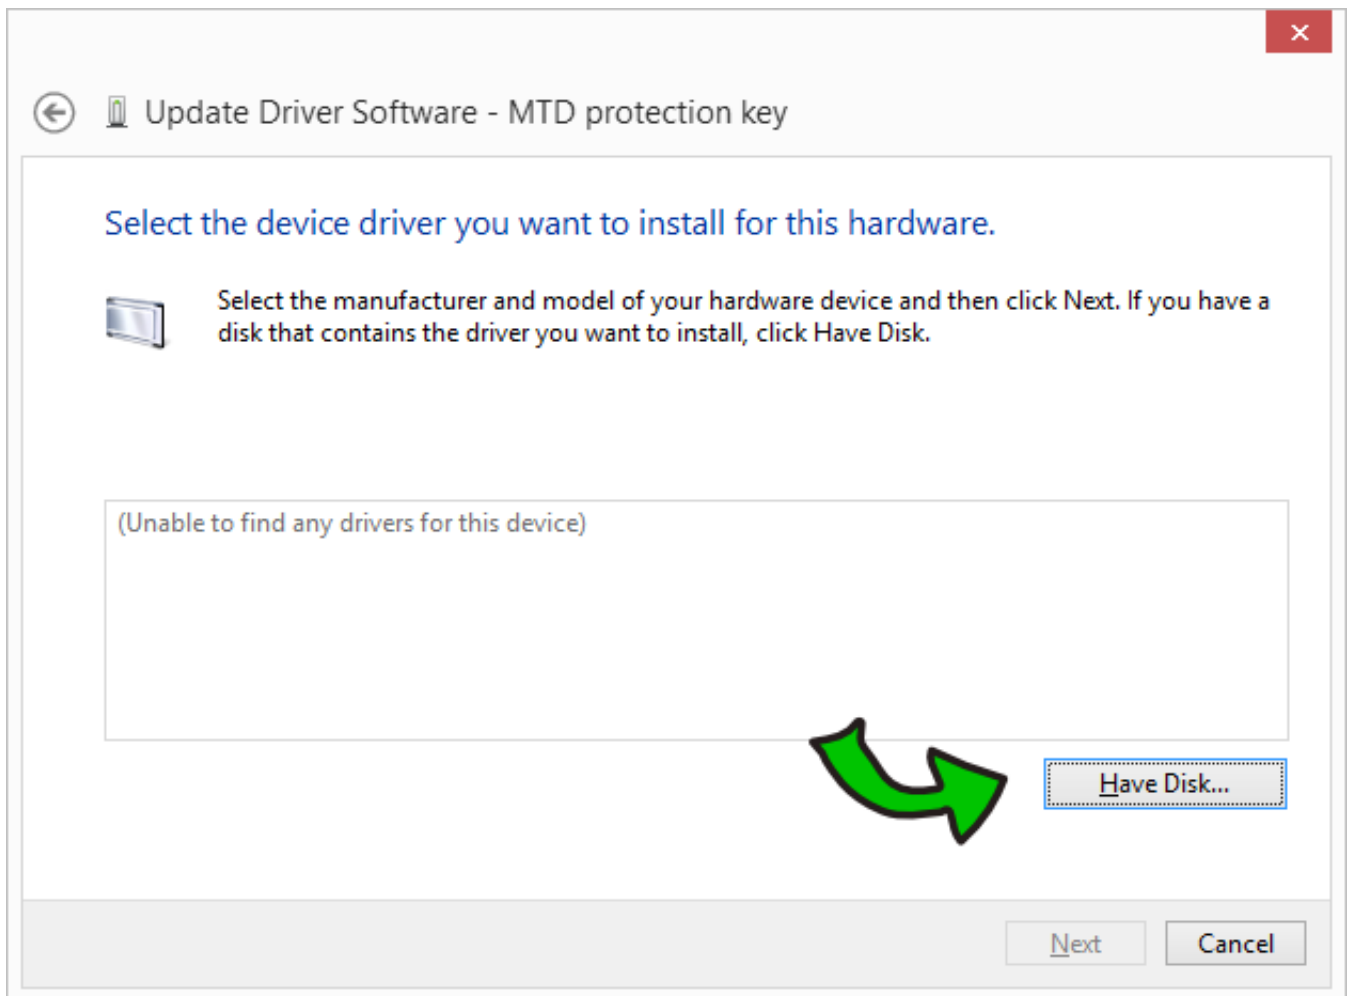 Update Driver Software - MTD protection key
Select the device driver you want to install for this hardware.
Select the manufacturer and model of your hardware device and then click Next. If you have a
disk that contains the driver you want to install, click Have Disk.
(Unable to find any drivers for this device)
Have Disk...
Next
Cancel